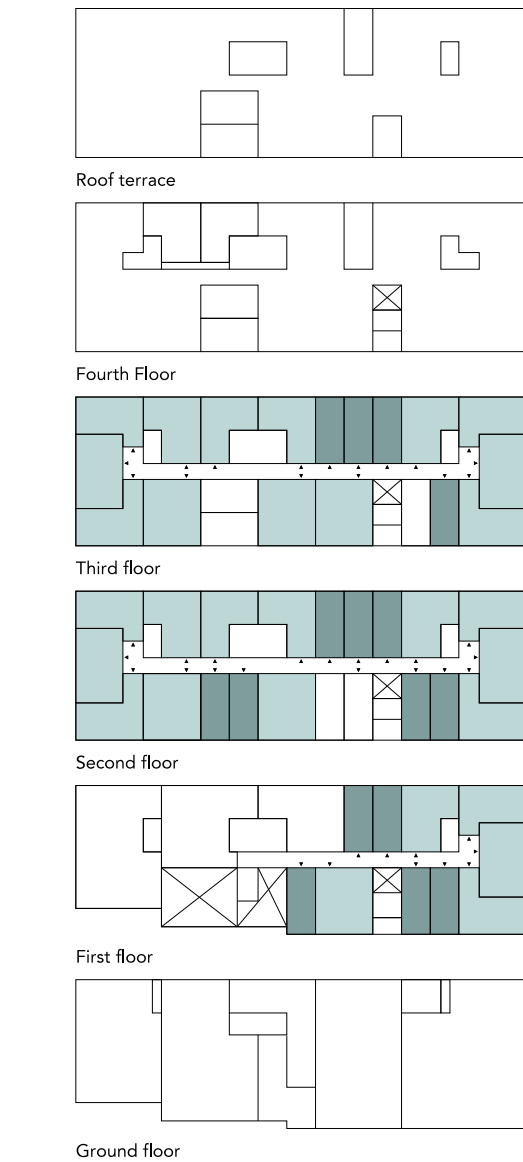 Roof terrace
Fourth Floor
Third floor
Second floor
First floor
Ground floor